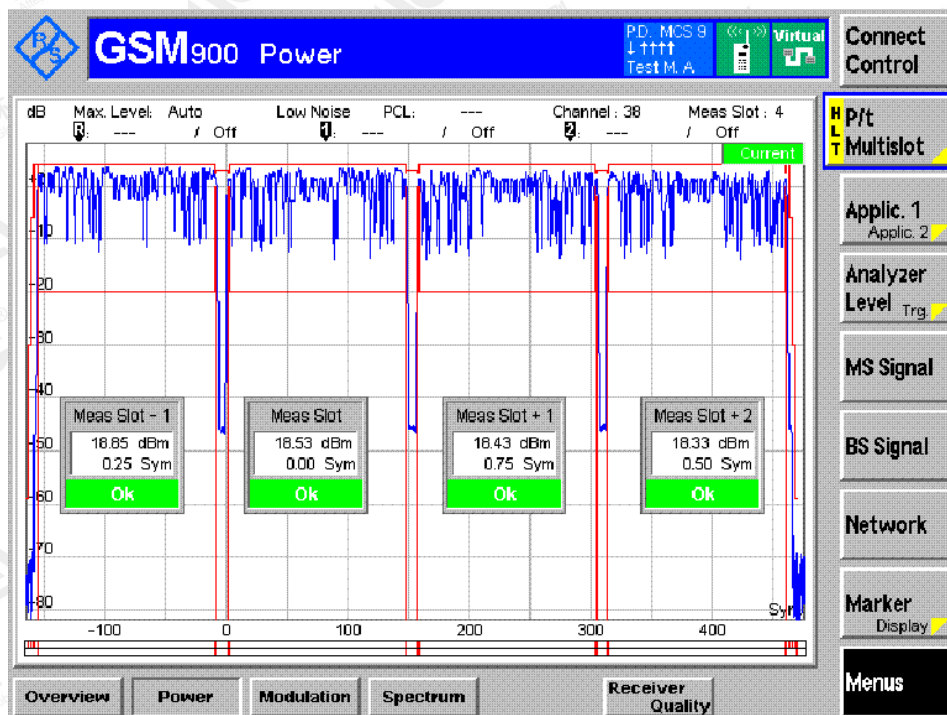 R&S
GSM900 Power
P.D. MCS 9
↓↑↑↑↑
Test M. A.
Virtual
Connect
Control
dB Max. Level: Auto Low Noise PCL: --- Channel : 38 Meas Slot : 4
R: --- / Off 1: --- / Off 2: --- / Off
Current
HLT
P/t
Multislot
Applic. 1
Applic. 2
Analyzer
Level Trg.
MS Signal
BS Signal
Network
Marker
Display
Menus
-10
-20
-30
-40
-50
-60
-70
-80
Meas Slot - 1
18.65 dBm
0.25 Sym
Ok
Meas Slot
18.53 dBm
0.00 Sym
Ok
Meas Slot + 1
18.43 dBm
0.75 Sym
Ok
Meas Slot + 2
18.33 dBm
0.50 Sym
Ok
Sym
-100 0 100 200 300 400
Overview Power Modulation Spectrum Receiver
Quality